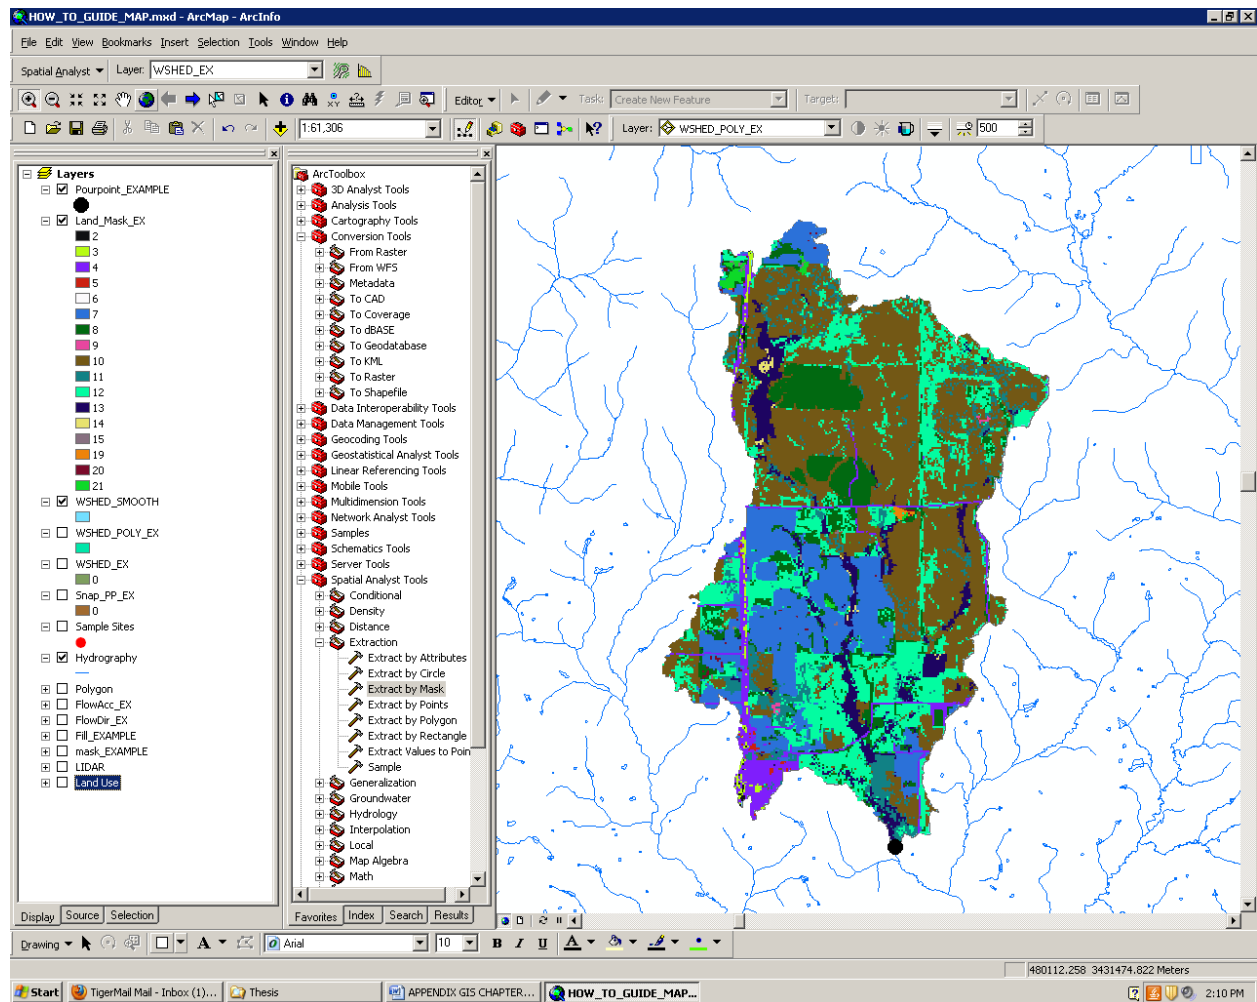 HOW_TO_GUIDE_MAP.mxd - ArcMap - ArcInfo
File Edit View Bookmarks Insert Selection Tools Window Help
Spatial Analyst Layer: WSHED_EX
Editor Task: Create New Feature Target:
1:61,306 Layer: WSHED_POLY_EX 500
Layers
Pourpoint_EXAMPLE
Land_Mask_EX
2
3
4
5
6
7
8
9
10
11
12
13
14
15
19
20
21
WSHED_SMOOTH
WSHED_POLY_EX
WSHED_EX
0
Snap_PP_EX
0
Sample Sites
Hydrography
Polygon
FlowAcc_EX
FlowDir_EX
Fill_EXAMPLE
mask_EXAMPLE
LIDAR
Land Use
Display Source Selection
ArcToolbox
3D Analyst Tools
Analysis Tools
Cartography Tools
Conversion Tools
From Raster
From WFS
Metadata
To CAD
To Coverage
To dBASE
To Geodatabase
To KML
To Raster
To Shapefile
Data Interoperability Tools
Data Management Tools
Geocoding Tools
Geostatistical Analyst Tools
Linear Referencing Tools
Mobile Tools
Multidimension Tools
Network Analyst Tools
Samples
Schematics Tools
Server Tools
Spatial Analyst Tools
Conditional
Density
Distance
Extraction
Extract by Attributes
Extract by Circle
Extract by Mask
Extract by Points
Extract by Polygon
Extract by Rectangle
Extract Values to Poin
Sample
Generalization
Groundwater
Hydrology
Interpolation
Local
Map Algebra
Math
Favorites Index Search Results
Drawing A Arial 10 B I U A
480112.258 3431474.822 Meters
Start TigerMail Mail - Inbox (1)... Thesis APPENDIX GIS CHAPTER... HOW_TO_GUIDE_MAP... 2:10 PM